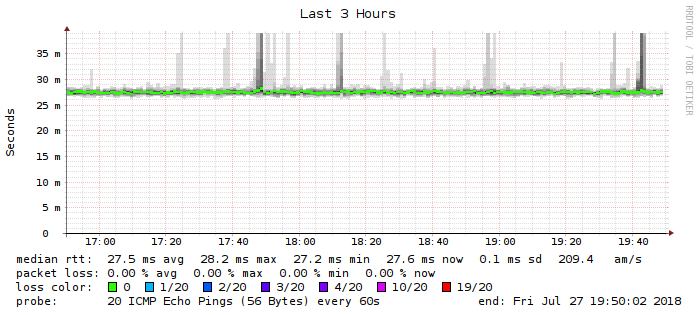 Last 3 Hours
RRDTOOL / TOBI OETIKER
Seconds
35 m
30 m
25 m
20 m
15 m
10 m
5 m
0
17:00 17:20 17:40 18:00 18:20 18:40 19:00 19:20 19:40
median rtt: 27.5 ms avg 28.2 ms max 27.2 ms min 27.6 ms now 0.1 ms sd 209.4 am/s
packet loss: 0.00 % avg 0.00 % max 0.00 % min 0.00 % now
loss color: 0 1/20 2/20 3/20 4/20 10/20 19/20
probe: 20 ICMP Echo Pings (56 Bytes) every 60s end: Fri Jul 27 19:50:02 2018